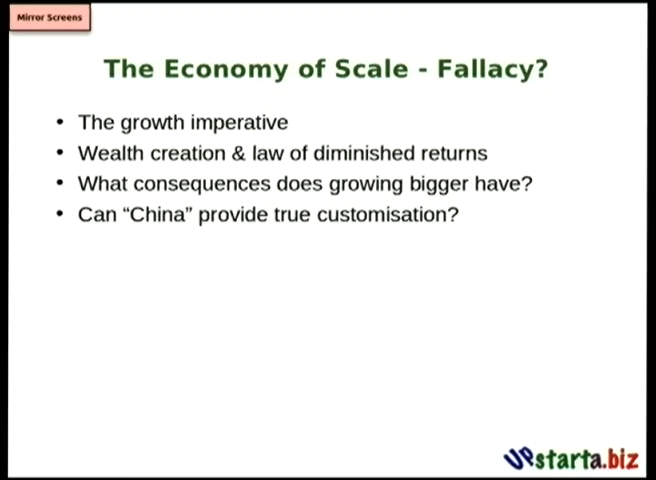 Mirror Screens
The Economy of Scale - Fallacy?
• The growth imperative
• Wealth creation & law of diminished returns
• What consequences does growing bigger have?
• Can “China” provide true customisation?
UPstarta.biz